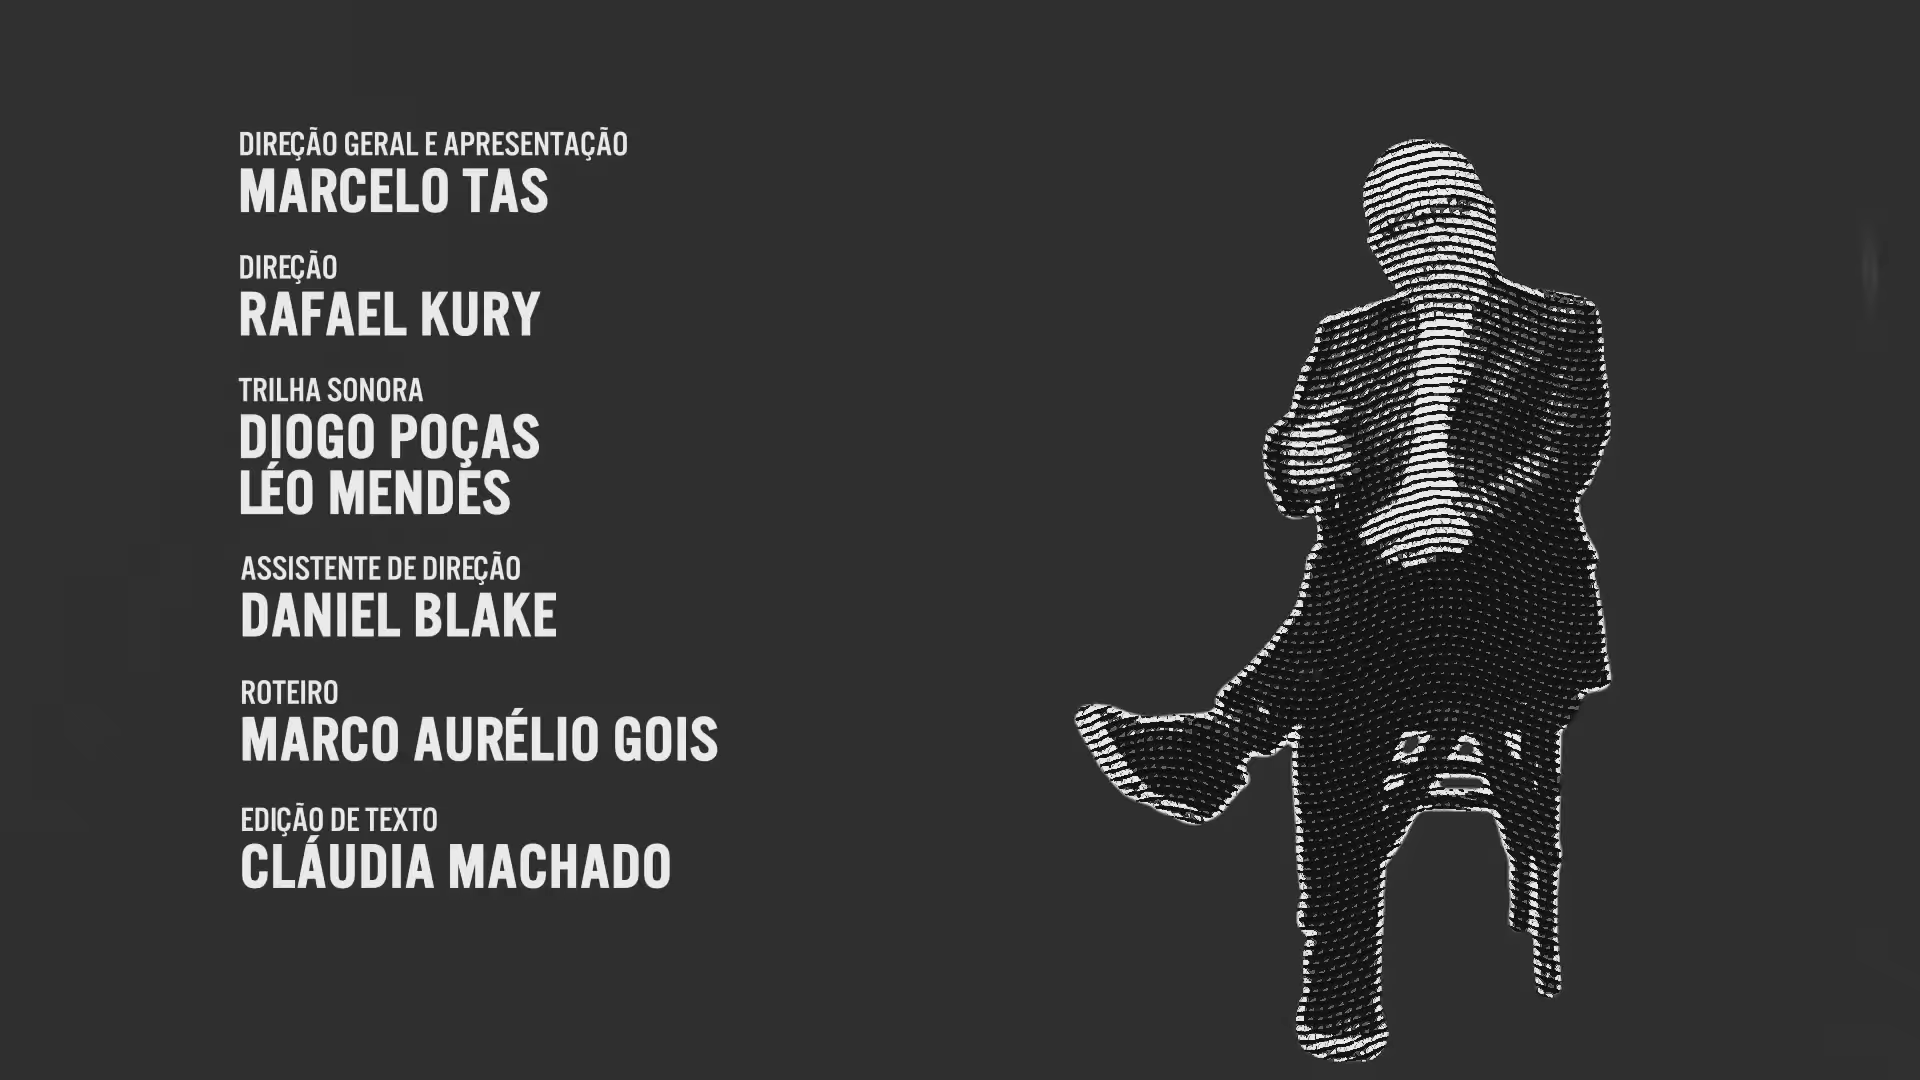 DIREÇÃO GERAL E APRESENTAÇÃO
MARCELO TAS
DIREÇÃO
RAFAEL KURY
TRILHA SONORA
DIOGO POÇAS
LÉO MENDES
ASSISTENTE DE DIREÇÃO
DANIEL BLAKE
ROTEIRO
MARCO AURÉLIO GOIS
EDIÇÃO DE TEXTO
CLÁUDIA MACHADO